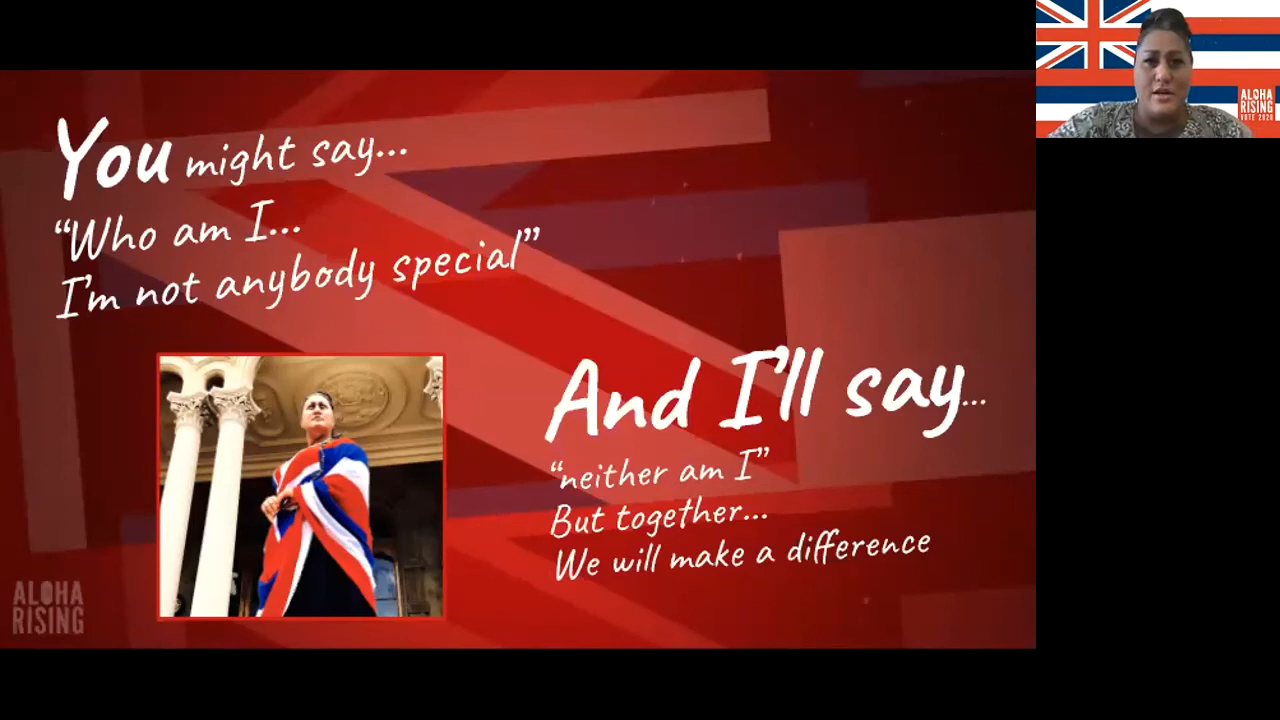 You might say...
“Who am I...
I'm not anybody special”
And I'll say...
“neither am I”
But together...
We will make a difference
ALOHA
RISING
ALOHA
RISING
VOTE 2020